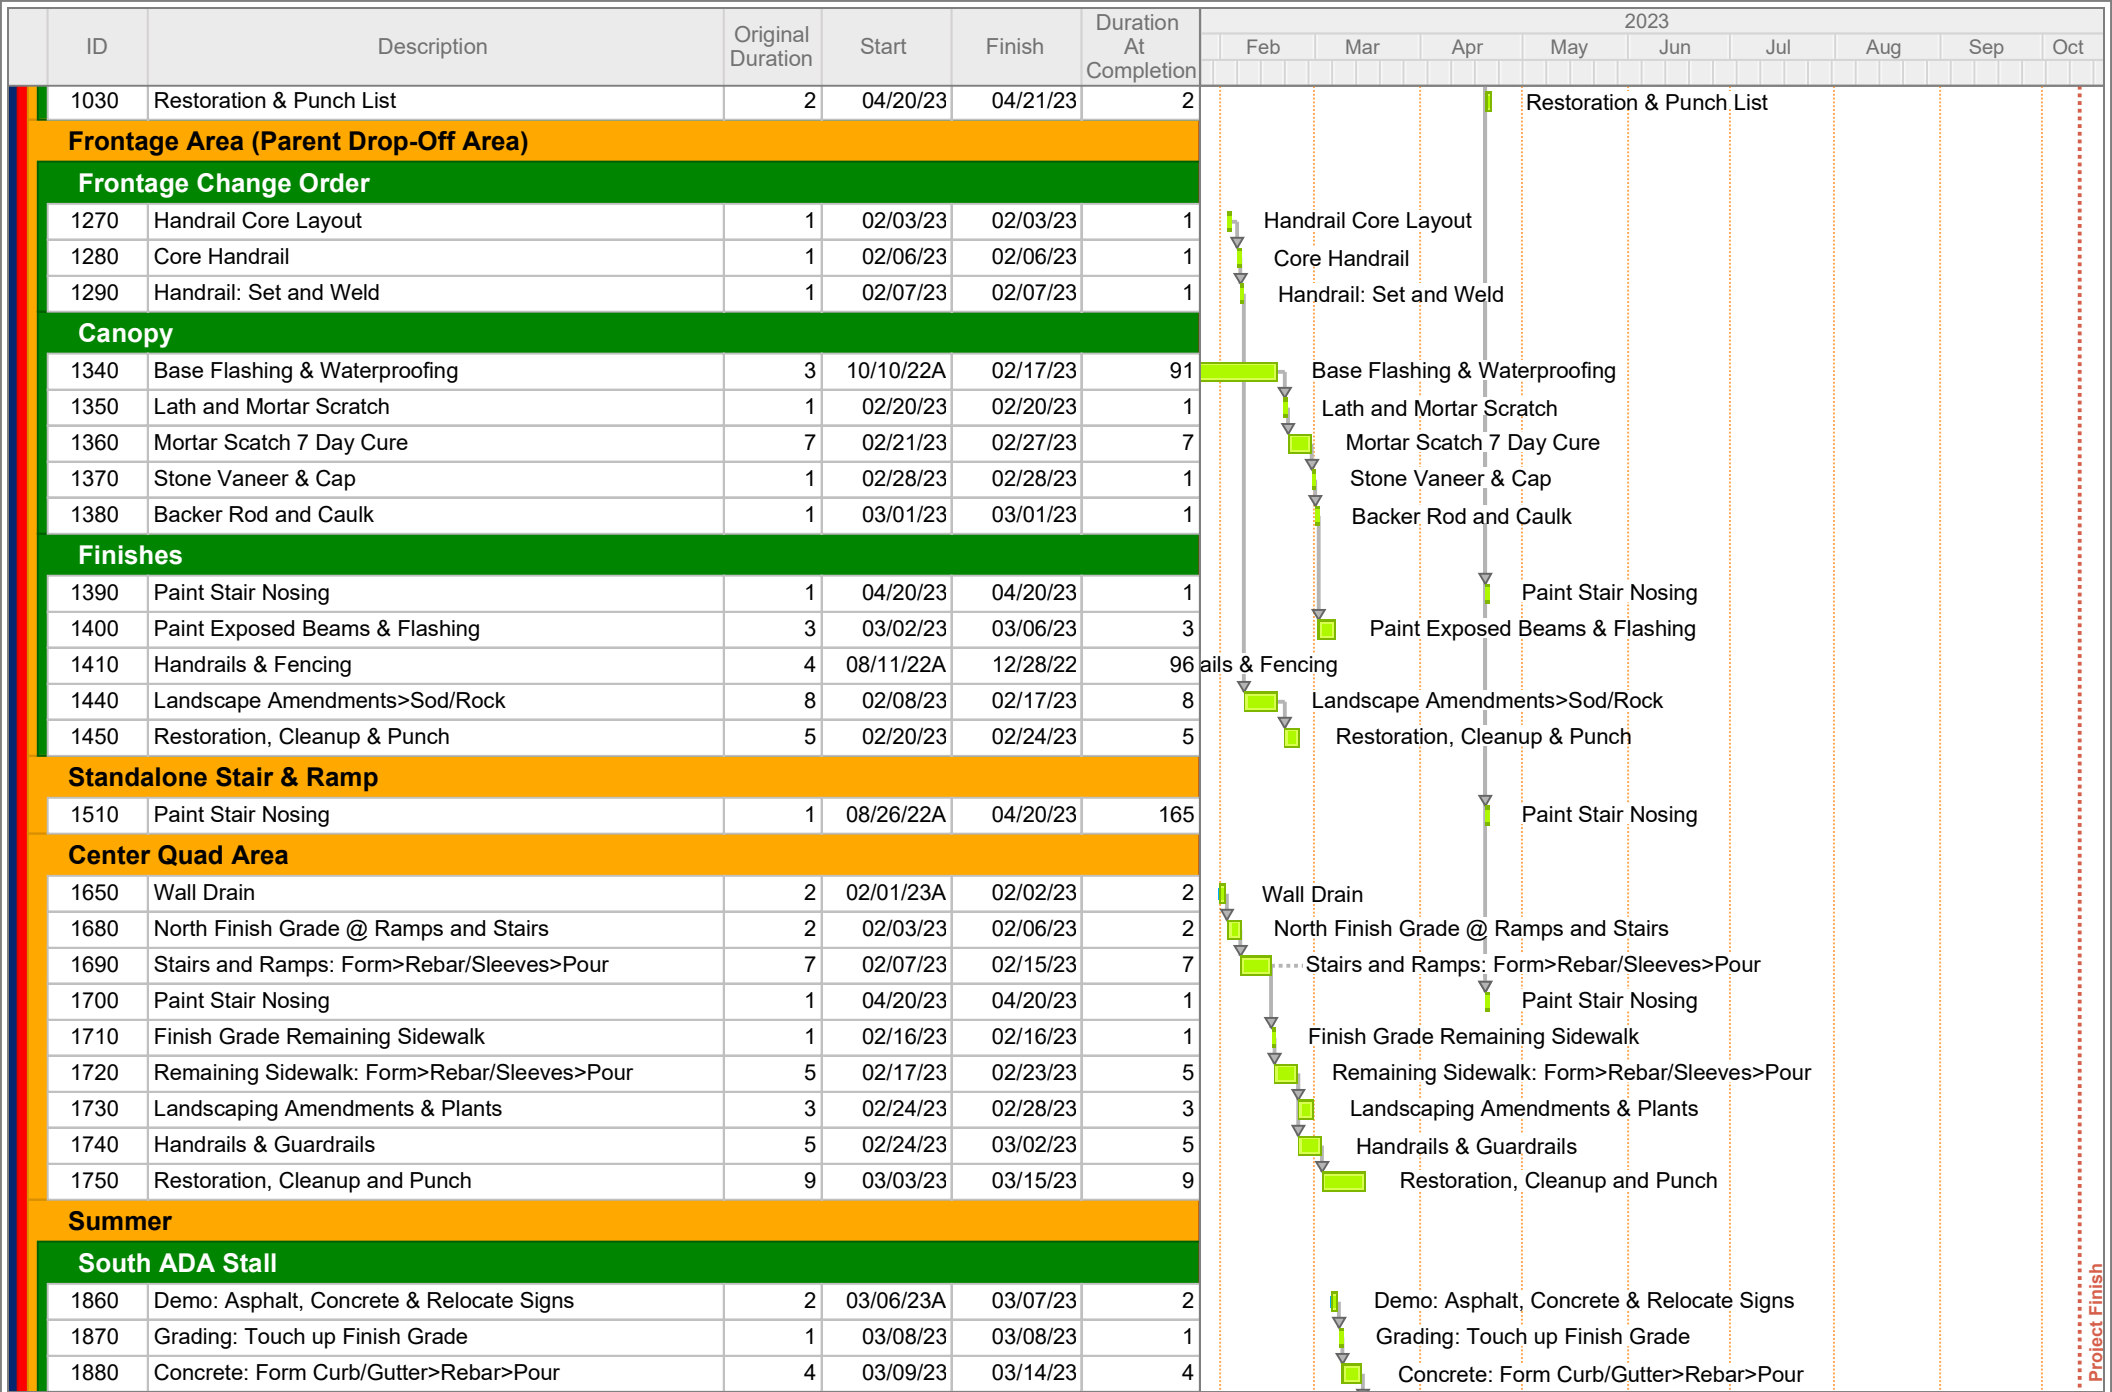 ID Description Original Duration Start Finish Duration At Completion 2023
Feb Mar Apr May Jun Jul Aug Sep Oct
1030 Restoration & Punch List 2 04/20/23 04/21/23 2 Restoration & Punch List
Frontage Area (Parent Drop-Off Area)
Frontage Change Order
1270 Handrail Core Layout 1 02/03/23 02/03/23 1 Handrail Core Layout
1280 Core Handrail 1 02/06/23 02/06/23 1 Core Handrail
1290 Handrail: Set and Weld 1 02/07/23 02/07/23 1 Handrail: Set and Weld
Canopy
1340 Base Flashing & Waterproofing 3 10/10/22A 02/17/23 91 Base Flashing & Waterproofing
1350 Lath and Mortar Scratch 1 02/20/23 02/20/23 1 Lath and Mortar Scratch
1360 Mortar Scatch 7 Day Cure 7 02/21/23 02/27/23 7 Mortar Scatch 7 Day Cure
1370 Stone Vaneer & Cap 1 02/28/23 02/28/23 1 Stone Vaneer & Cap
1380 Backer Rod and Caulk 1 03/01/23 03/01/23 1 Backer Rod and Caulk
Finishes
1390 Paint Stair Nosing 1 04/20/23 04/20/23 1 Paint Stair Nosing
1400 Paint Exposed Beams & Flashing 3 03/02/23 03/06/23 3 Paint Exposed Beams & Flashing
1410 Handrails & Fencing 4 08/11/22A 12/28/22 96 ails & Fencing
1440 Landscape Amendments>Sod/Rock 8 02/08/23 02/17/23 8 Landscape Amendments>Sod/Rock
1450 Restoration, Cleanup & Punch 5 02/20/23 02/24/23 5 Restoration, Cleanup & Punch
Standalone Stair & Ramp
1510 Paint Stair Nosing 1 08/26/22A 04/20/23 165 Paint Stair Nosing
Center Quad Area
1650 Wall Drain 2 02/01/23A 02/02/23 2 Wall Drain
1680 North Finish Grade @ Ramps and Stairs 2 02/03/23 02/06/23 2 North Finish Grade @ Ramps and Stairs
1690 Stairs and Ramps: Form>Rebar/Sleeves>Pour 7 02/07/23 02/15/23 7 Stairs and Ramps: Form>Rebar/Sleeves>Pour
1700 Paint Stair Nosing 1 04/20/23 04/20/23 1 Paint Stair Nosing
1710 Finish Grade Remaining Sidewalk 1 02/16/23 02/16/23 1 Finish Grade Remaining Sidewalk
1720 Remaining Sidewalk: Form>Rebar/Sleeves>Pour 5 02/17/23 02/23/23 5 Remaining Sidewalk: Form>Rebar/Sleeves>Pour
1730 Landscaping Amendments & Plants 3 02/24/23 02/28/23 3 Landscaping Amendments & Plants
1740 Handrails & Guardrails 5 02/24/23 03/02/23 5 Handrails & Guardrails
1750 Restoration, Cleanup and Punch 9 03/03/23 03/15/23 9 Restoration, Cleanup and Punch
Summer
South ADA Stall
1860 Demo: Asphalt, Concrete & Relocate Signs 2 03/06/23A 03/07/23 2 Demo: Asphalt, Concrete & Relocate Signs
1870 Grading: Touch up Finish Grade 1 03/08/23 03/08/23 1 Grading: Touch up Finish Grade
1880 Concrete: Form Curb/Gutter>Rebar>Pour 4 03/09/23 03/14/23 4 Concrete: Form Curb/Gutter>Rebar>Pour
Project Finish